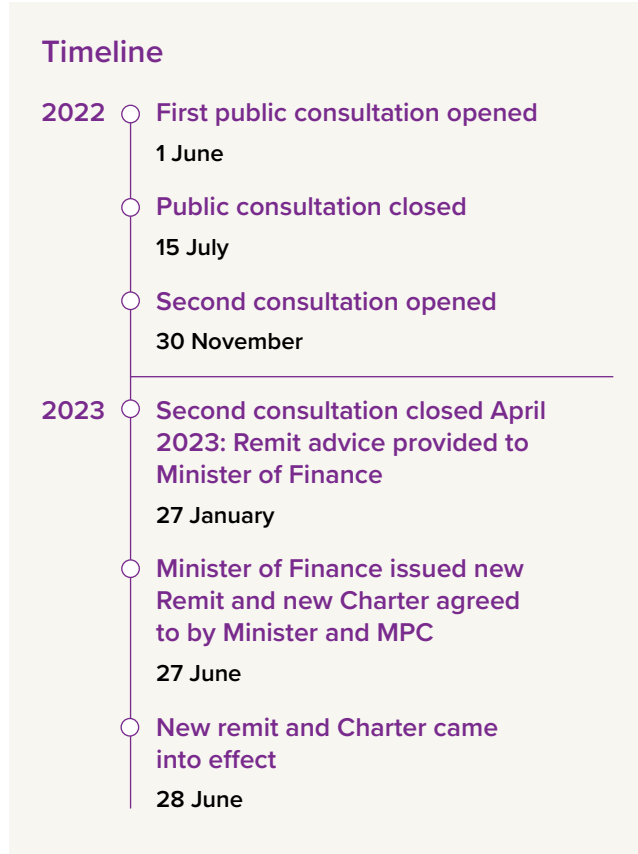 Timeline
2022
First public consultation opened
1 June
Public consultation closed
15 July
Second consultation opened
30 November
2023
Second consultation closed April
2023: Remit advice provided to
Minister of Finance
27 January
Minister of Finance issued new
Remit and new Charter agreed
to by Minister and MPC
27 June
New remit and Charter came
into effect
28 June